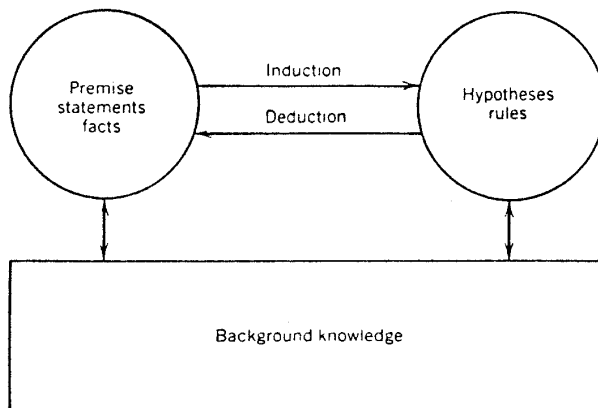 Premise
statements
facts
Induction
Deduction
Hypotheses
rules
Background knowledge